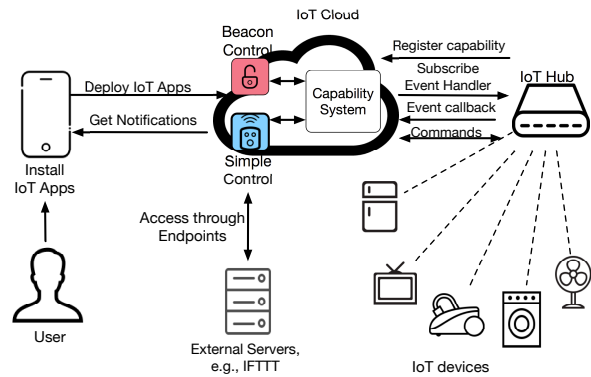 IoT Cloud
Beacon
Control
Register capability
Subscribe
Event Handler
Event callback
Commands
IoT Hub
Deploy IoT Apps
Get Notifications
Capability
System
Simple
Control
Install
IoT Apps
Access through
Endpoints
User
External Servers,
e.g., IFTTT
IoT devices